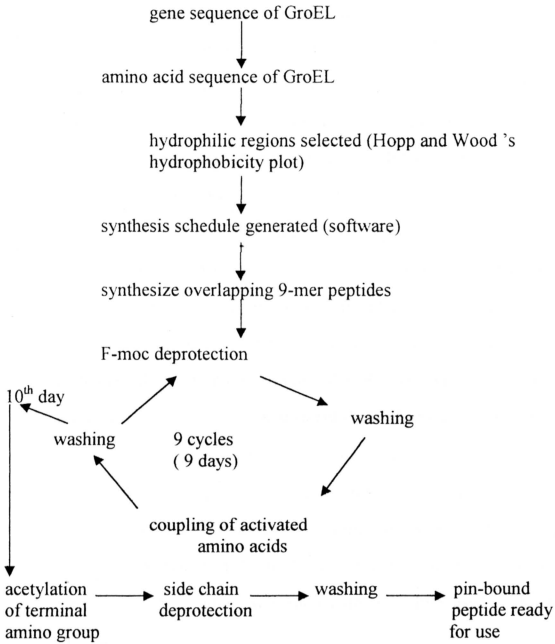 gene sequence of GroEL
amino acid sequence of GroEL
hydrophilic regions selected (Hopp and Wood 's
hydrophobicity plot)
synthesis schedule generated (software)
synthesize overlapping 9-mer peptides
F-moc deprotection
10th day
washing
washing
9 cycles
( 9 days)
coupling of activated
amino acids
acetylation
of terminal
amino group
side chain
deprotection
washing
pin-bound
peptide ready
for use